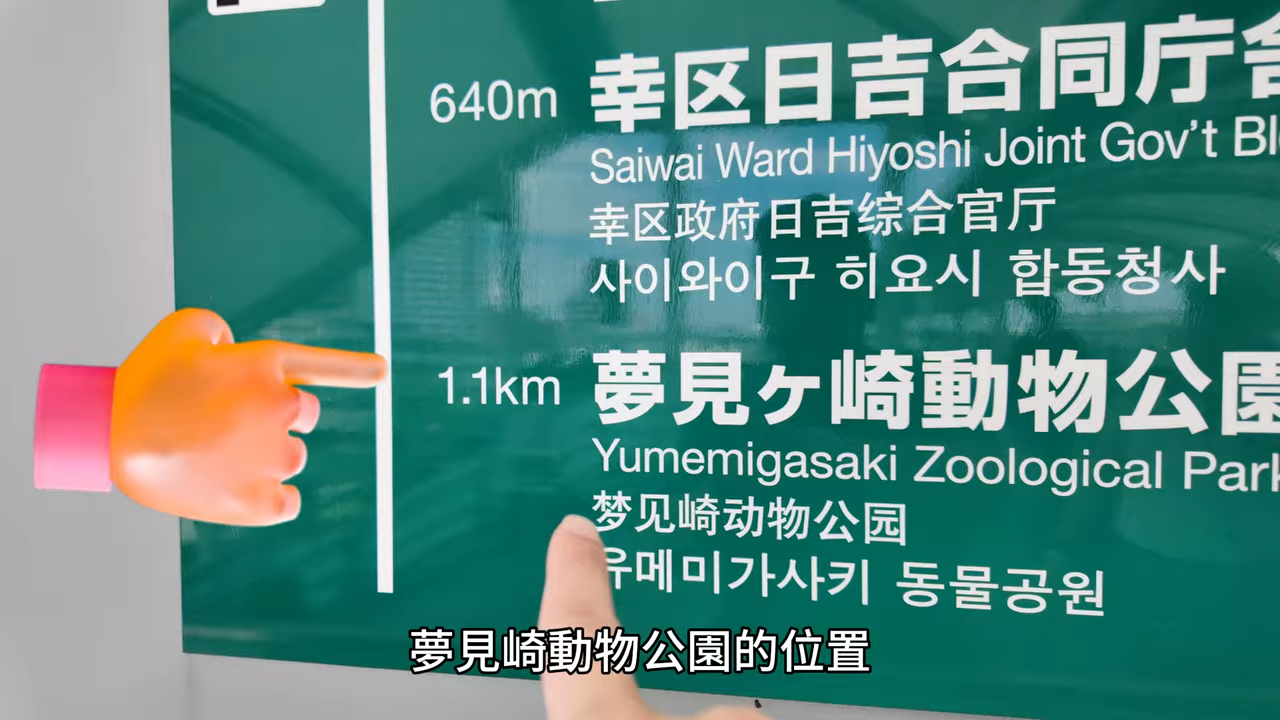 640m
幸区日吉合同庁舎
Saiwai Ward Hiyoshi Joint Gov't
幸区政府日吉综合官厅
사이와이구 히요시 합동청사
1.1km
夢見ヶ崎動物公園
Yumemigasaki Zoological Park
梦见崎动物公园
우메미가사키 동물공원
夢見崎動物公園的位置